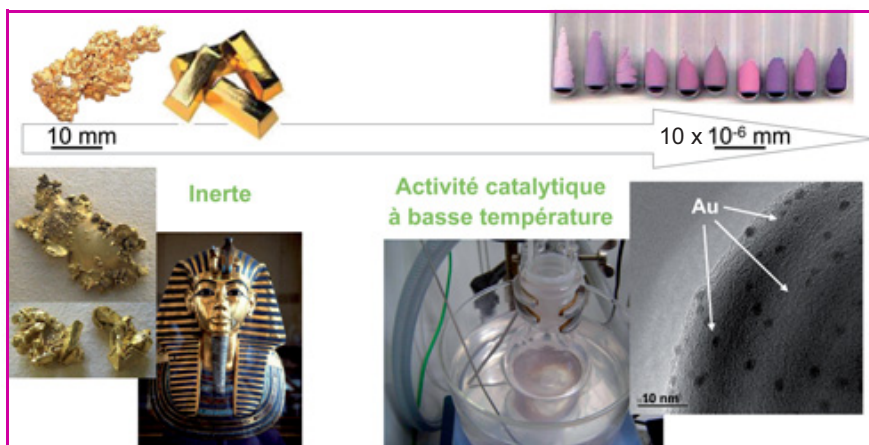 10 mm
10 x 10⁻⁶ mm
Inerte
Activité catalytique
à basse température
Au
10 nm